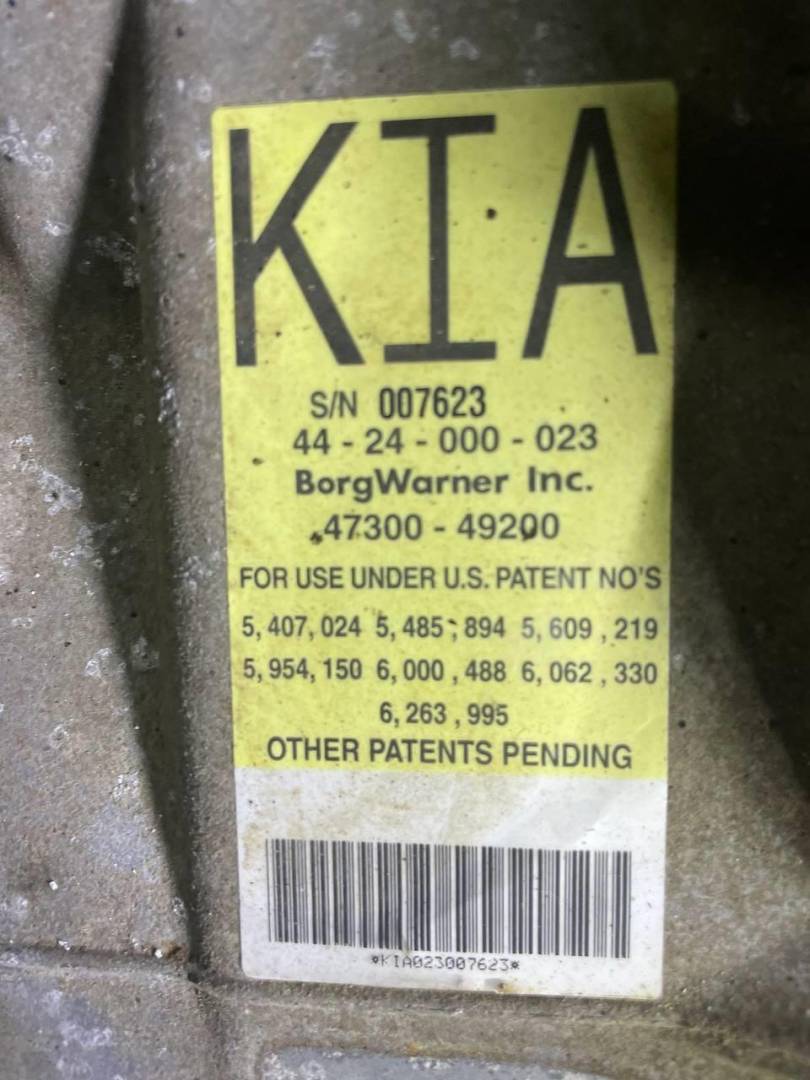 KIA
S/N 007623
44 - 24 - 000 - 023
BorgWarner Inc.
47300 - 49200
FOR USE UNDER U.S. PATENT NO'S
5,407,024 5,485,894 5,609,219
5,954,150 6,000,488 6,062,330
6,263,995
OTHER PATENTS PENDING
*KIA023007623*